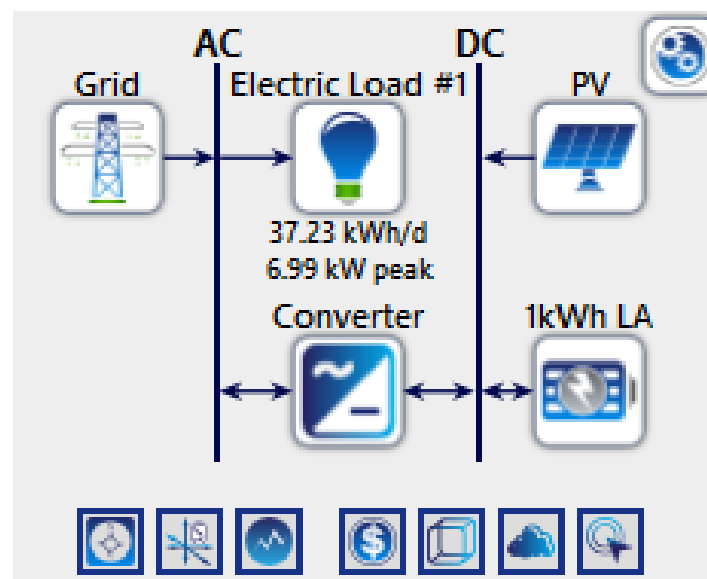 AC DC
Grid Electric Load #1 PV
37.23 kWh/d
6.99 kW peak
Converter 1kWh LA